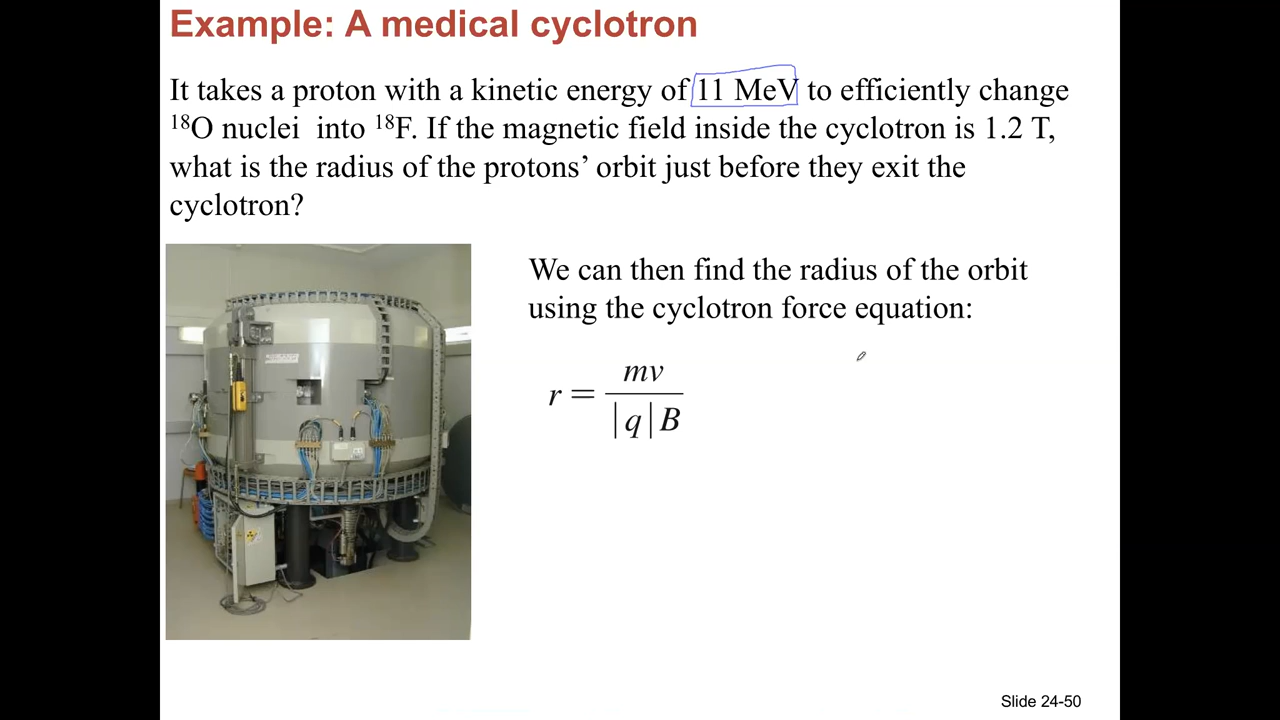 Example: A medical cyclotron
It takes a proton with a kinetic energy of 11 MeV to efficiently change
¹⁸O nuclei into ¹⁸F. If the magnetic field inside the cyclotron is 1.2 T,
what is the radius of the protons’ orbit just before they exit the
cyclotron?
We can then find the radius of the orbit
using the cyclotron force equation:
r = mv / |q|B
Slide 24-50